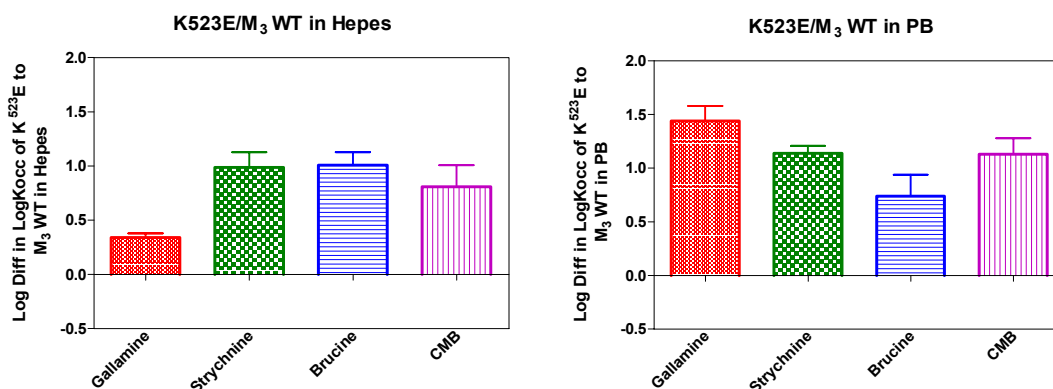 K523E/M₃ WT in Hepes
Log Diff in LogKocc of K ⁵²³E to
M₃ WT in Hepes
2.0
1.5
1.0
0.5
0.0
-0.5
Gallamine
Strychnine
Brucine
CMB
K523E/M₃ WT in PB
Log Diff in LogKocc of K⁵²³E to
M₃ WT in PB
2.0
1.5
1.0
0.5
0.0
-0.5
Gallamine
Strychnine
Brucine
CMB